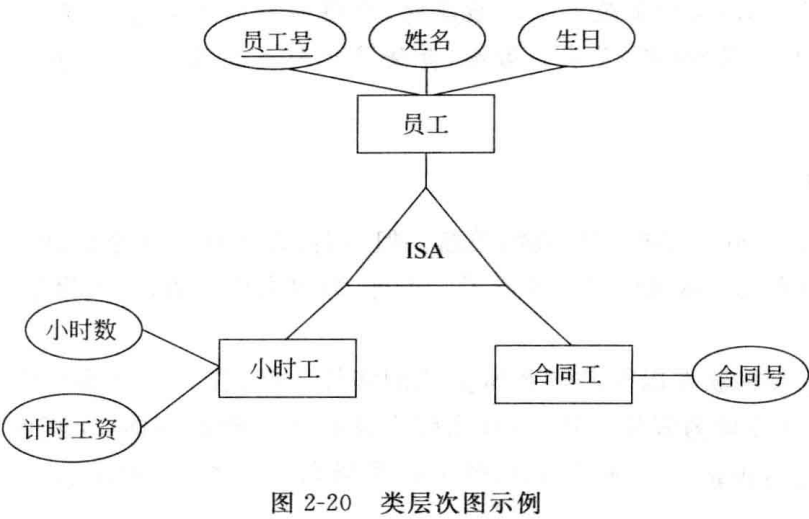 员工号 姓名 生日
员工
ISA
小时数
小时工 合同工 合同号
计时工资
图 2-20 类层次图示例